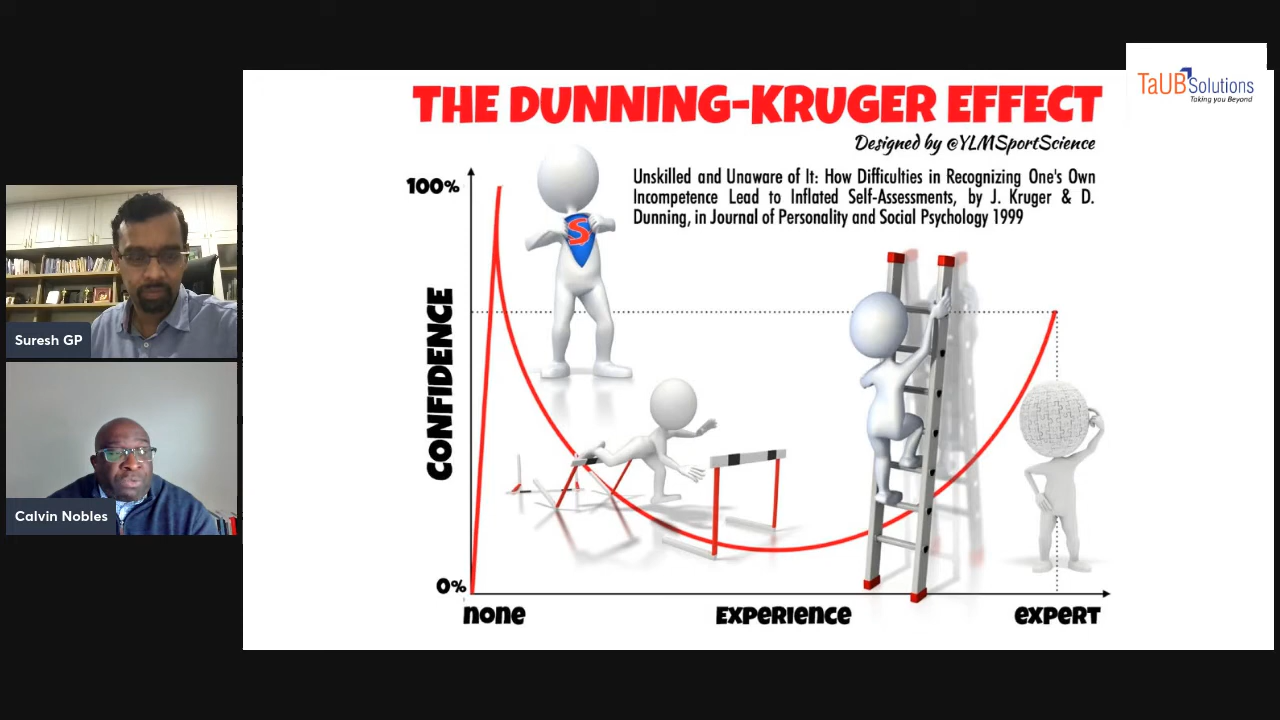 TaUB Solutions
Taking you Beyond
THE DUNNING-KRUGER EFFECT
Designed by @YLMSportScience
Unskilled and Unaware of It: How Difficulties in Recognizing One's Own
Incompetence Lead to Inflated Self-Assessments, by J. Kruger & D.
Dunning, in Journal of Personality and Social Psychology 1999
100%
S
CONFIDENCE
0%
none
EXPERIENCE
EXPERT
Suresh GP
Calvin Nobles